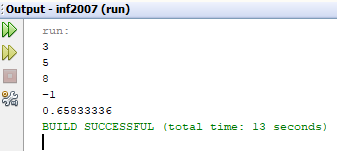 Output - inf2007 (run)
run:
3
5
8
-1
0.65833336
BUILD SUCCESSFUL (total time: 13 seconds)